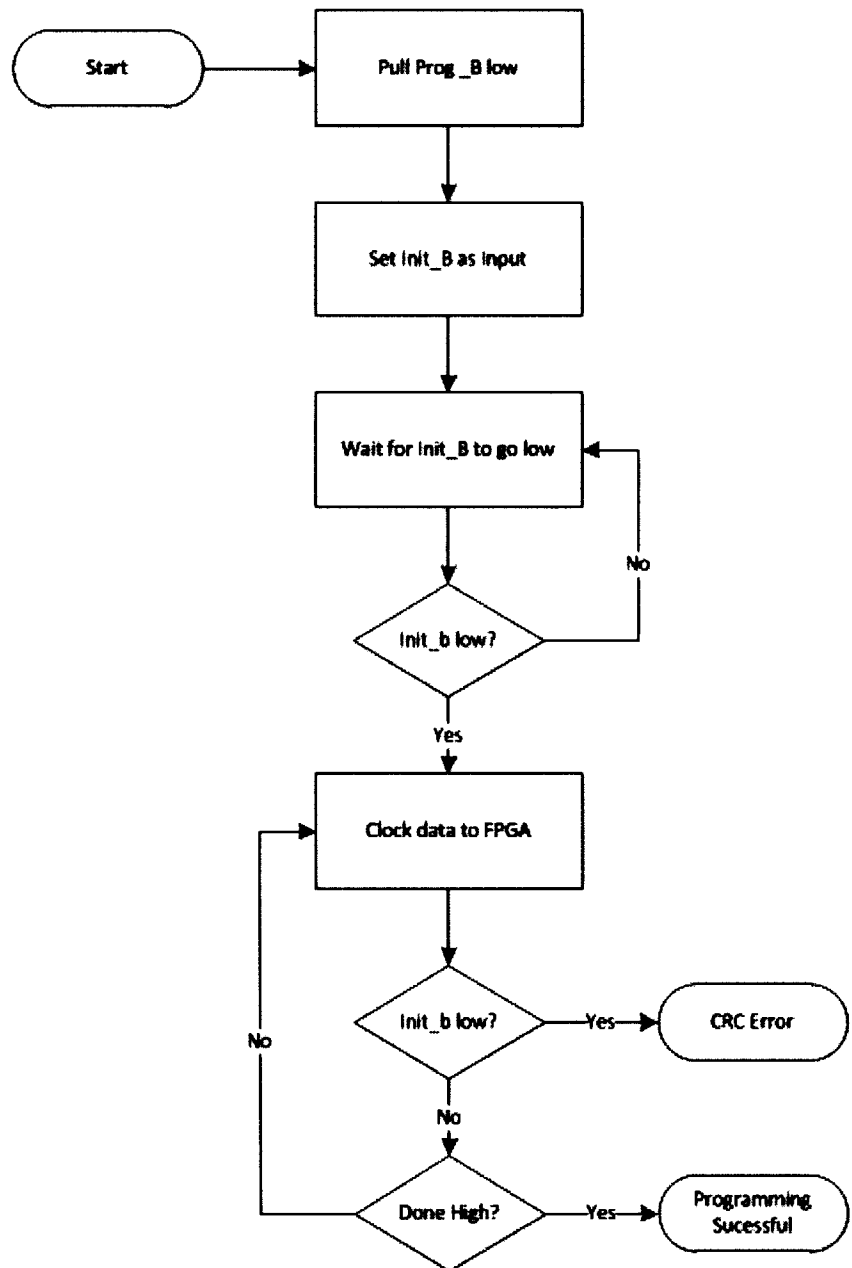 Start
Pull Prog _B low
Set Init_B as Input
Wait for Init_B to go low
No
Init_b low?
Yes
Clock data to FPGA
Init_b low?
Yes
CRC Error
No
No
Done High?
Yes
Programming
Sucessful